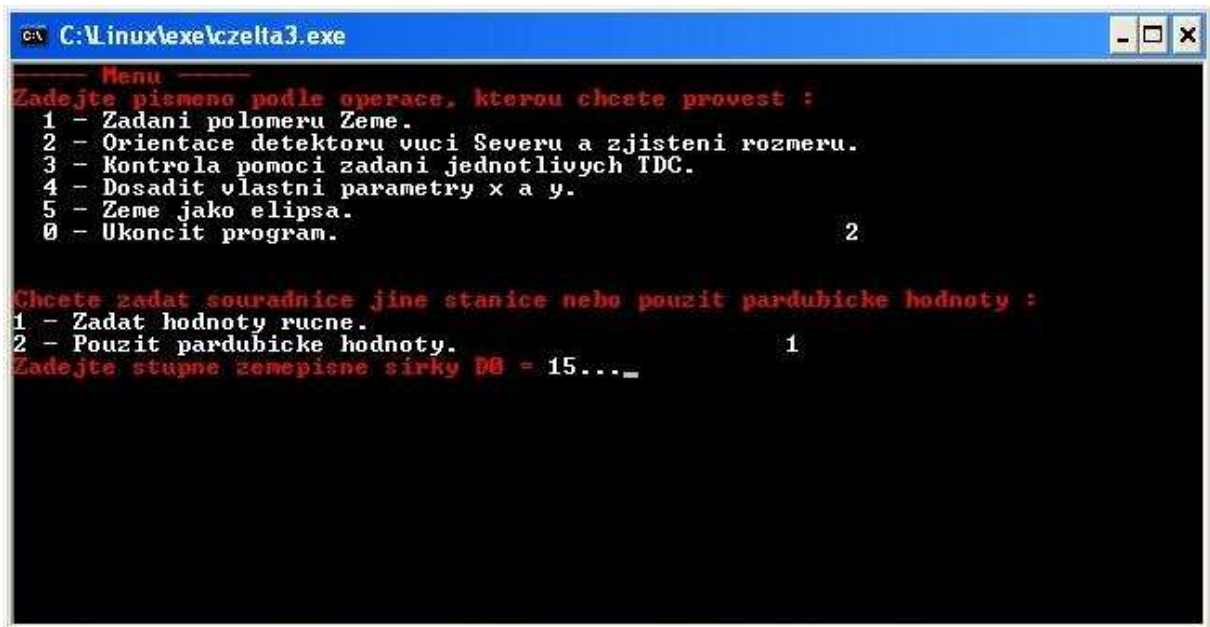 C:\Linux\exe\czelta3.exe
----- Menu -----
Zadejte pismeno podle operace, kterou chcete provest :
1 - Zadani polomeru Zeme.
2 - Orientace detektoru vuci Severu a zjisteni rozmeru.
3 - Kontrola pomoci zadani jednotlivych TDC.
4 - Dosadit vlastni parametry x a y.
5 - Zeme jako elipsa.
0 - Ukoncit program. 2
Chcete zadat souradnice jine stanice nebo pouzit pardubicke hodnoty :
1 - Zadat hodnoty rucne.
2 - Pouzit pardubicke hodnoty. 1
Zadejte stupne zemepisne sirky D0 = 15..._